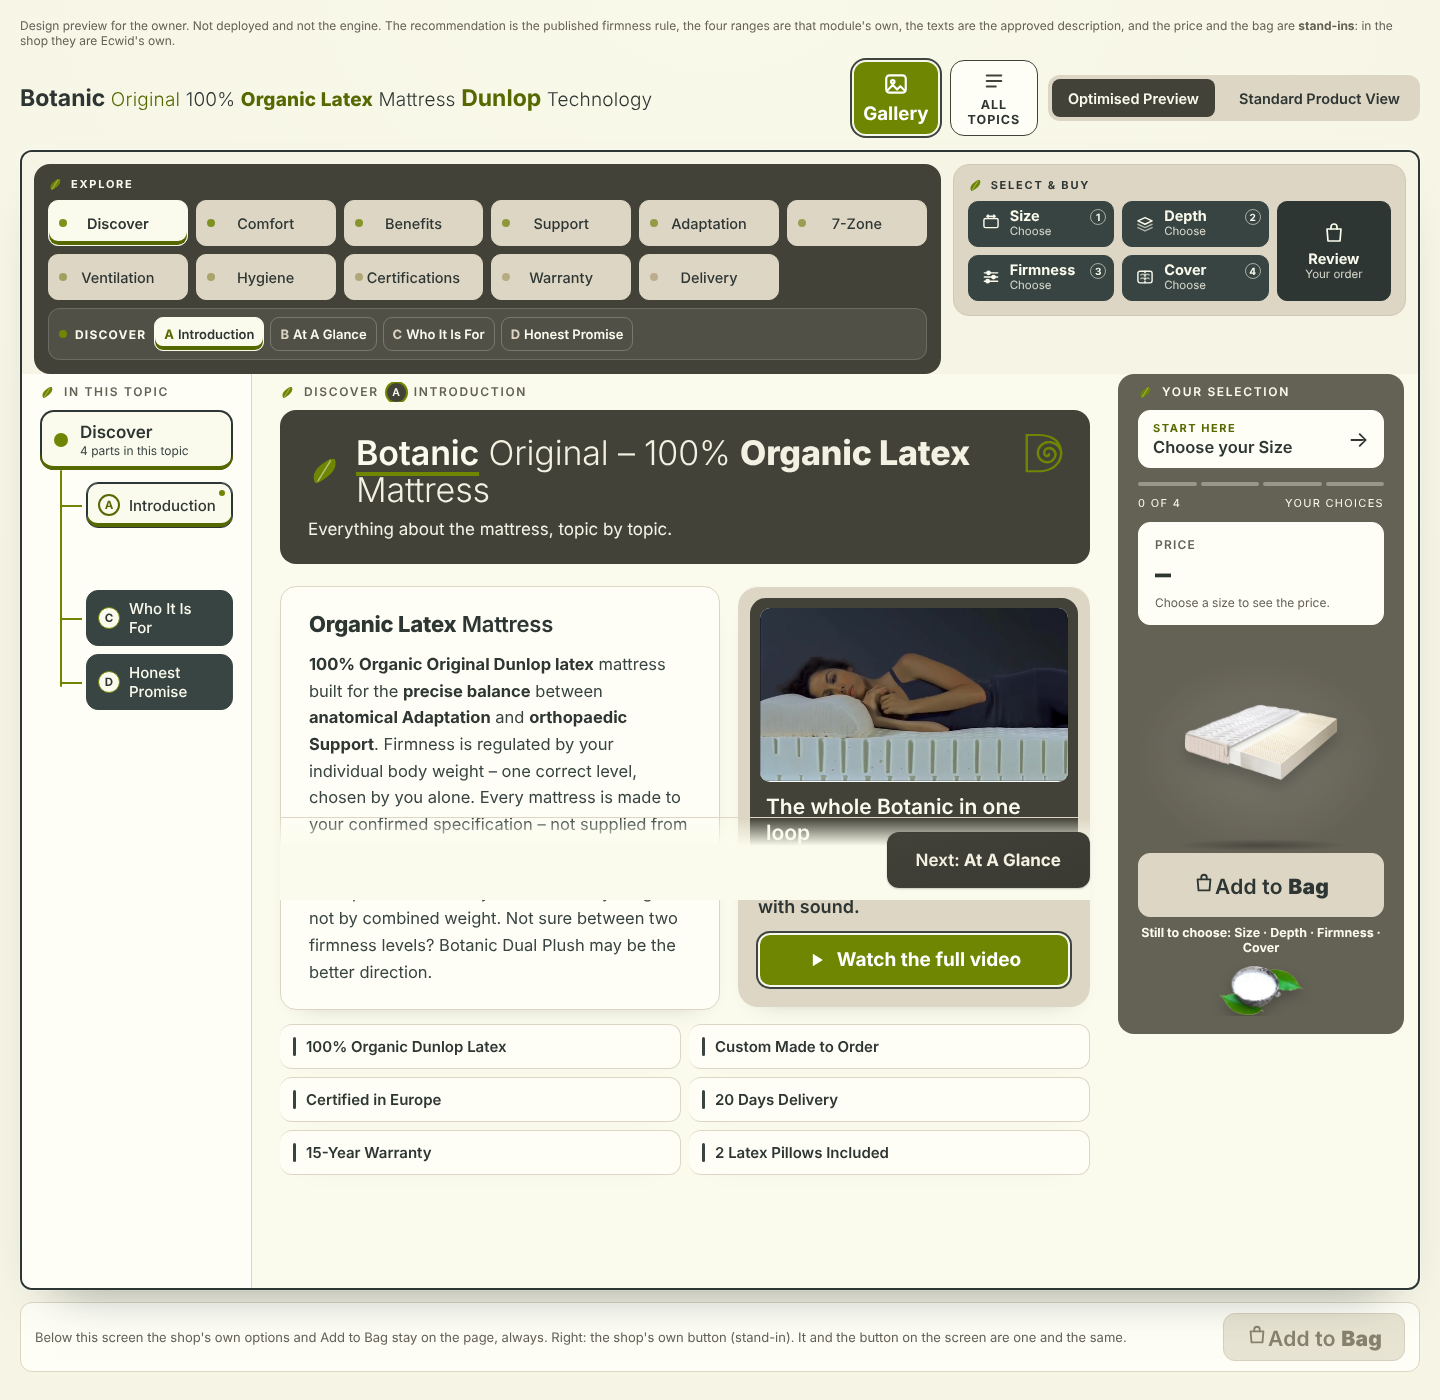 Design preview for the owner. Not deployed and not the engine. The recommendation is the published firmness rule, the four ranges are that module's own, the texts are the approved description, and the price and the bag are stand-ins: in the
shop they are Ecwid's own.
Botanic Original 100% Organic Latex Mattress Dunlop Technology
Gallery
ALL
TOPICS
Optimised Preview
Standard Product View
EXPLORE
Discover
Comfort
Benefits
Support
Adaptation
7-Zone
Ventilation
Hygiene
Certifications
Warranty
Delivery
DISCOVER
A Introduction
B At A Glance
C Who It Is For
D Honest Promise
SELECT & BUY
Size
Choose
1
Depth
Choose
2
Firmness
Choose
3
Cover
Choose
4
Review
Your order
IN THIS TOPIC
Discover
4 parts in this topic
A Introduction
C Who It Is
For
D Honest
Promise
DISCOVER A INTRODUCTION
Botanic Original – 100% Organic Latex
Mattress
Everything about the mattress, topic by topic.
Organic Latex Mattress
100% Organic Original Dunlop latex mattress
built for the precise balance between
anatomical Adaptation and orthopaedic
Support. Firmness is regulated by your
individual body weight – one correct level,
chosen by you alone. Every mattress is made to
your confirmed specification – not supplied from
not by combined weight. Not sure between two
firmness levels? Botanic Dual Plush may be the
better direction.
The whole Botanic in one
loop
Next: At A Glance
with sound.
Watch the full video
100% Organic Dunlop Latex
Custom Made to Order
Certified in Europe
20 Days Delivery
15-Year Warranty
2 Latex Pillows Included
YOUR SELECTION
START HERE
Choose your Size
0 OF 4
YOUR CHOICES
PRICE
–
Choose a size to see the price.
Add to Bag
Still to choose: Size · Depth · Firmness ·
Cover
Below this screen the shop's own options and Add to Bag stay on the page, always. Right: the shop's own button (stand-in). It and the button on the screen are one and the same.
Add to Bag